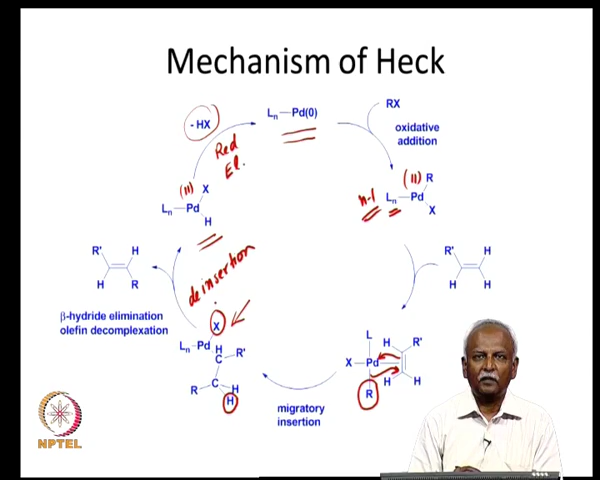 Mechanism of Heck
Ln—Pd(0)
RX
oxidative
addition
- HX
Red
El.
(II)
X
Ln—Pd
H
(II)
R
n-1
Ln—Pd
X
R'
H
H
R
β-hydride elimination
olefin decomplexation
deinsertion
R'
H
H
H
X
Ln-Pd
H
C
R'
R
C
H
H
migratory
insertion
L
H
R'
X
Pd
H
H
R
NPTEL